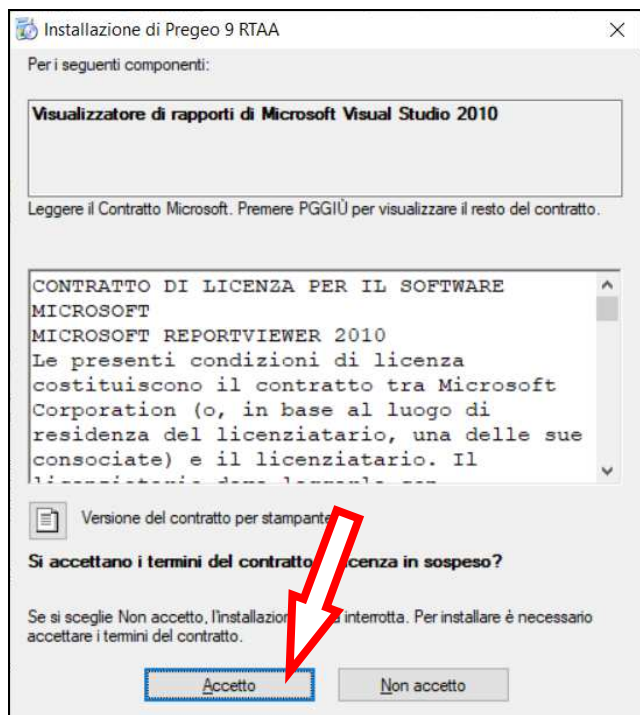 Installazione di Pregeo 9 RTAA
Per i seguenti componenti:
Visualizzatore di rapporti di Microsoft Visual Studio 2010
Leggere il Contratto Microsoft. Premere PGGIÙ per visualizzare il resto del contratto.
CONTRATTO DI LICENZA PER IL SOFTWARE
MICROSOFT
MICROSOFT REPORTVIEWER 2010
Le presenti condizioni di licenza
costituiscono il contratto tra Microsoft
Corporation (o, in base al luogo di
residenza del licenziatario, una delle sue
consociate) e il licenziatario. Il
Versione del contratto per stampante
Si accettano i termini del contratto licenza in sospeso?
Se si sceglie Non accetto, l'installazion interrotta. Per installare è necessario
accettare i termini del contratto.
Accetto
Non accetto